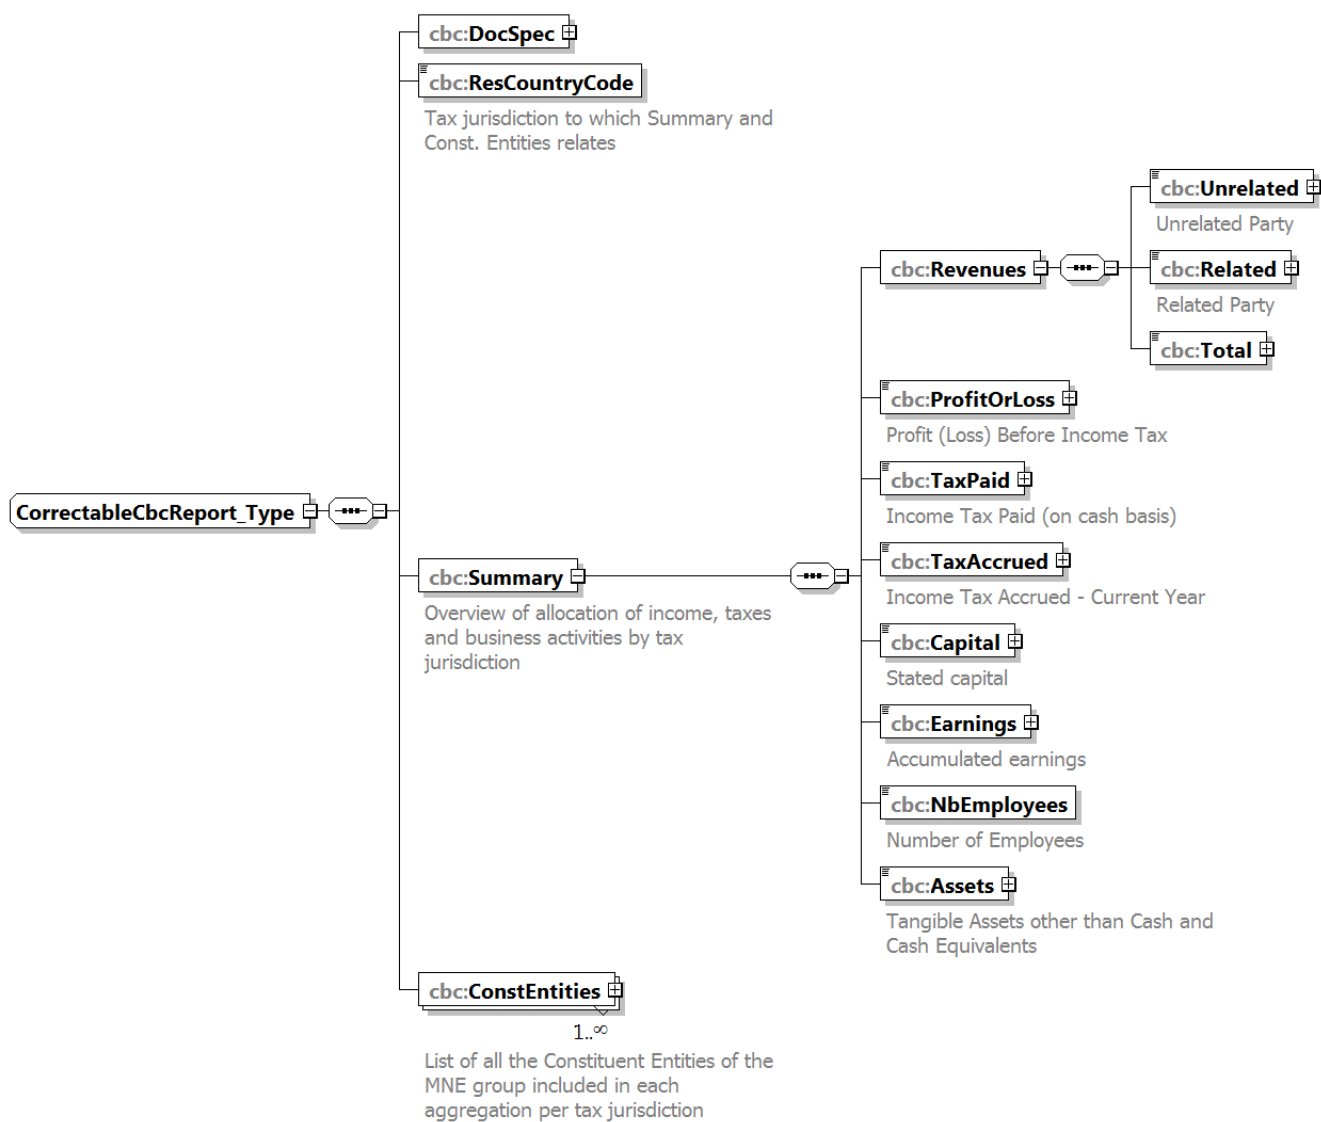 cbc:DocSpec
cbc:ResCountryCode
Tax jurisdiction to which Summary and
Const. Entities relates
cbc:Unrelated
Unrelated Party
cbc:Revenues
cbc:Related
Related Party
cbc:Total
cbc:ProfitOrLoss
Profit (Loss) Before Income Tax
cbc:TaxPaid
Income Tax Paid (on cash basis)
CorrectableCbcReport_Type
cbc:TaxAccrued
Income Tax Accrued - Current Year
cbc:Summary
Overview of allocation of income, taxes
and business activities by tax
jurisdiction
cbc:Capital
Stated capital
cbc:Earnings
Accumulated earnings
cbc:NbEmployees
Number of Employees
cbc:Assets
Tangible Assets other than Cash and
Cash Equivalents
cbc:ConstEntities
1..∞
List of all the Constituent Entities of the
MNE group included in each
aggregation per tax jurisdiction